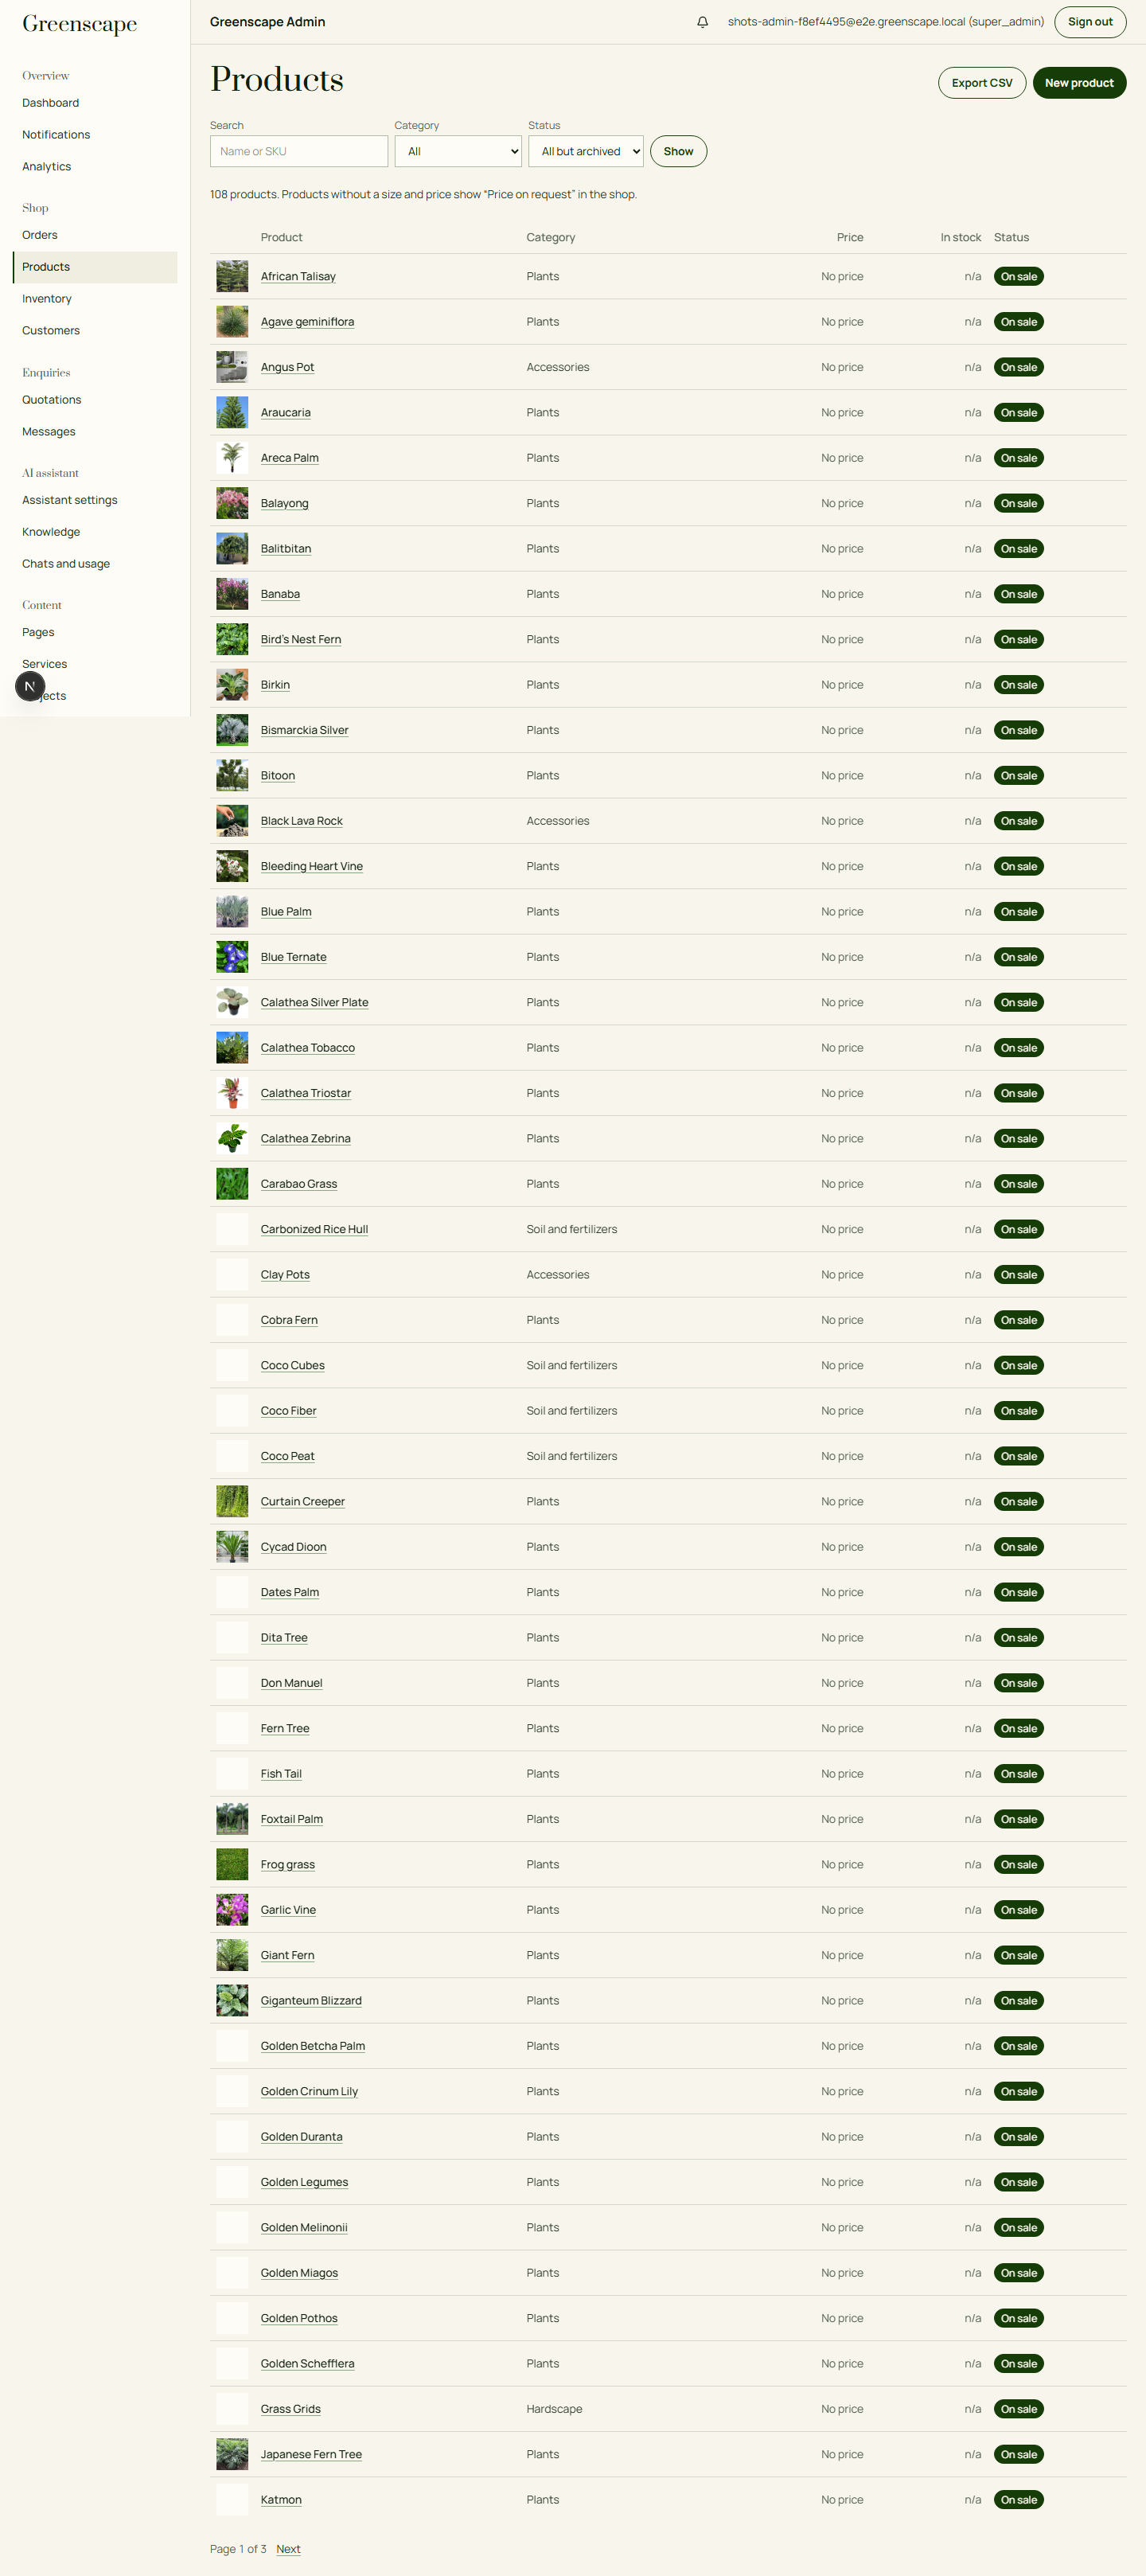 Greenscape
Overview
Dashboard
Notifications
Analytics
Shop
Orders
Products
Inventory
Customers
Enquiries
Quotations
Messages
AI assistant
Assistant settings
Knowledge
Chats and usage
Content
Pages
Services
jects
N
Greenscape Admin
shots-admin-f8ef4495@e2e.greenscape.local (super_admin)
Sign out
Products
Export CSV
New product
Search
Category
Status
Name or SKU
All
All but archived
Show
108 products. Products without a size and price show “Price on request” in the shop.
Product Category Price In stock Status
African Talisay Plants No price n/a On sale
Agave geminiflora Plants No price n/a On sale
Angus Pot Accessories No price n/a On sale
Araucaria Plants No price n/a On sale
Areca Palm Plants No price n/a On sale
Balayong Plants No price n/a On sale
Balitbitan Plants No price n/a On sale
Banaba Plants No price n/a On sale
Bird’s Nest Fern Plants No price n/a On sale
Birkin Plants No price n/a On sale
Bismarckia Silver Plants No price n/a On sale
Bitoon Plants No price n/a On sale
Black Lava Rock Accessories No price n/a On sale
Bleeding Heart Vine Plants No price n/a On sale
Blue Palm Plants No price n/a On sale
Blue Ternate Plants No price n/a On sale
Calathea Silver Plate Plants No price n/a On sale
Calathea Tobacco Plants No price n/a On sale
Calathea Triostar Plants No price n/a On sale
Calathea Zebrina Plants No price n/a On sale
Carabao Grass Plants No price n/a On sale
Carbonized Rice Hull Soil and fertilizers No price n/a On sale
Clay Pots Accessories No price n/a On sale
Cobra Fern Plants No price n/a On sale
Coco Cubes Soil and fertilizers No price n/a On sale
Coco Fiber Soil and fertilizers No price n/a On sale
Coco Peat Soil and fertilizers No price n/a On sale
Curtain Creeper Plants No price n/a On sale
Cycad Dioon Plants No price n/a On sale
Dates Palm Plants No price n/a On sale
Dita Tree Plants No price n/a On sale
Don Manuel Plants No price n/a On sale
Fern Tree Plants No price n/a On sale
Fish Tail Plants No price n/a On sale
Foxtail Palm Plants No price n/a On sale
Frog grass Plants No price n/a On sale
Garlic Vine Plants No price n/a On sale
Giant Fern Plants No price n/a On sale
Giganteum Blizzard Plants No price n/a On sale
Golden Betcha Palm Plants No price n/a On sale
Golden Crinum Lily Plants No price n/a On sale
Golden Duranta Plants No price n/a On sale
Golden Legumes Plants No price n/a On sale
Golden Melinonii Plants No price n/a On sale
Golden Miagos Plants No price n/a On sale
Golden Pothos Plants No price n/a On sale
Golden Schefflera Plants No price n/a On sale
Grass Grids Hardscape No price n/a On sale
Japanese Fern Tree Plants No price n/a On sale
Katmon Plants No price n/a On sale
Page 1 of 3 Next